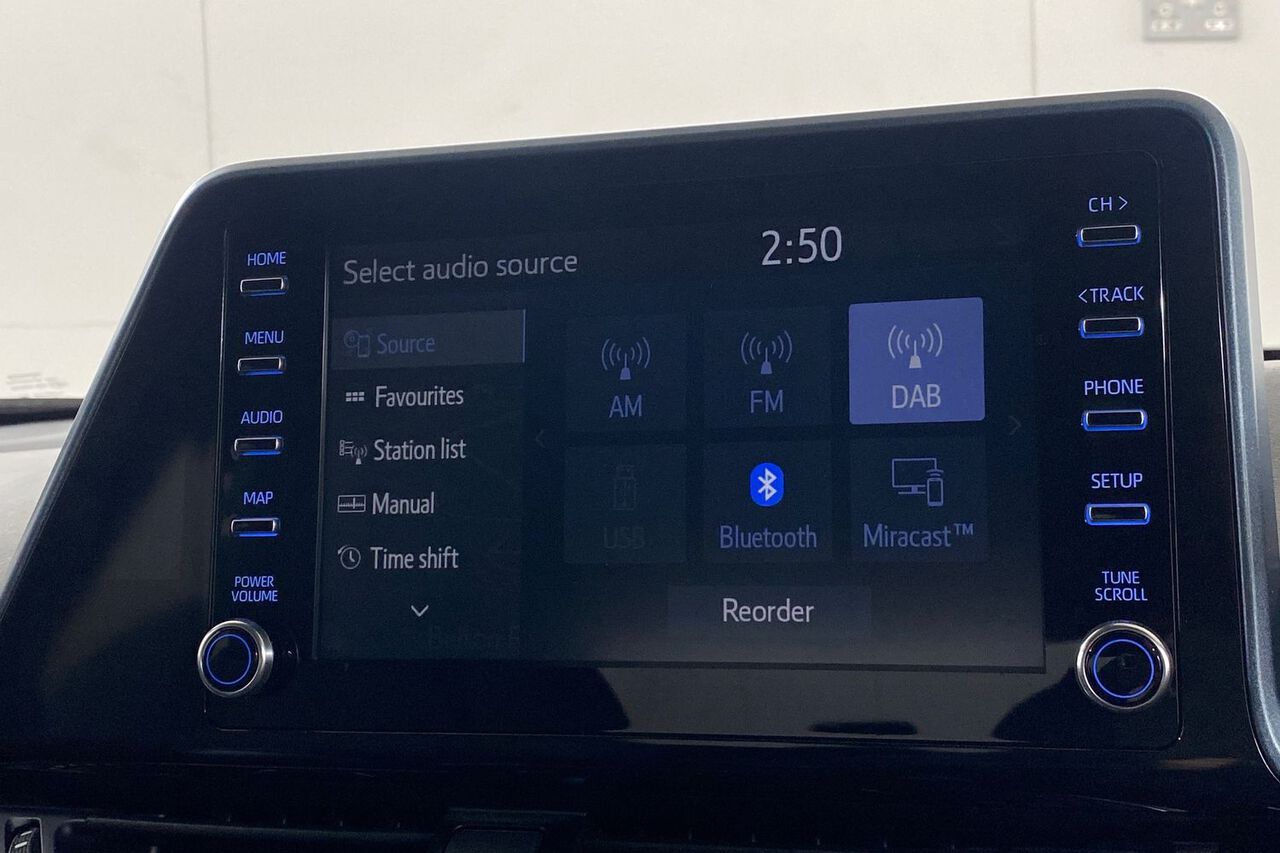 HOME
MENU
AUDIO
MAP
POWER
VOLUME
Select audio source
2:50
Source
Favourites
Station list
Manual
Time shift
AM
FM
DAB
USB
Bluetooth
Miracast™
Reorder
CH >
< TRACK
PHONE
SETUP
TUNE
SCROLL